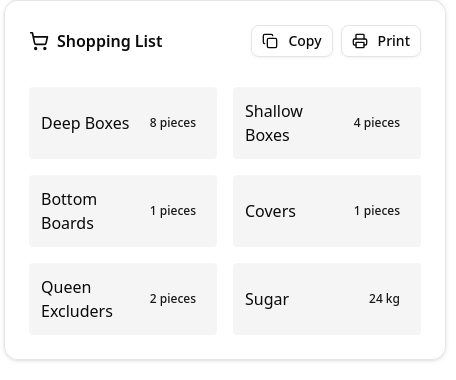 Shopping List
Copy
Print
Deep Boxes
8 pieces
Shallow
Boxes
4 pieces
Bottom
Boards
1 pieces
Covers
1 pieces
Queen
Excluders
2 pieces
Sugar
24 kg